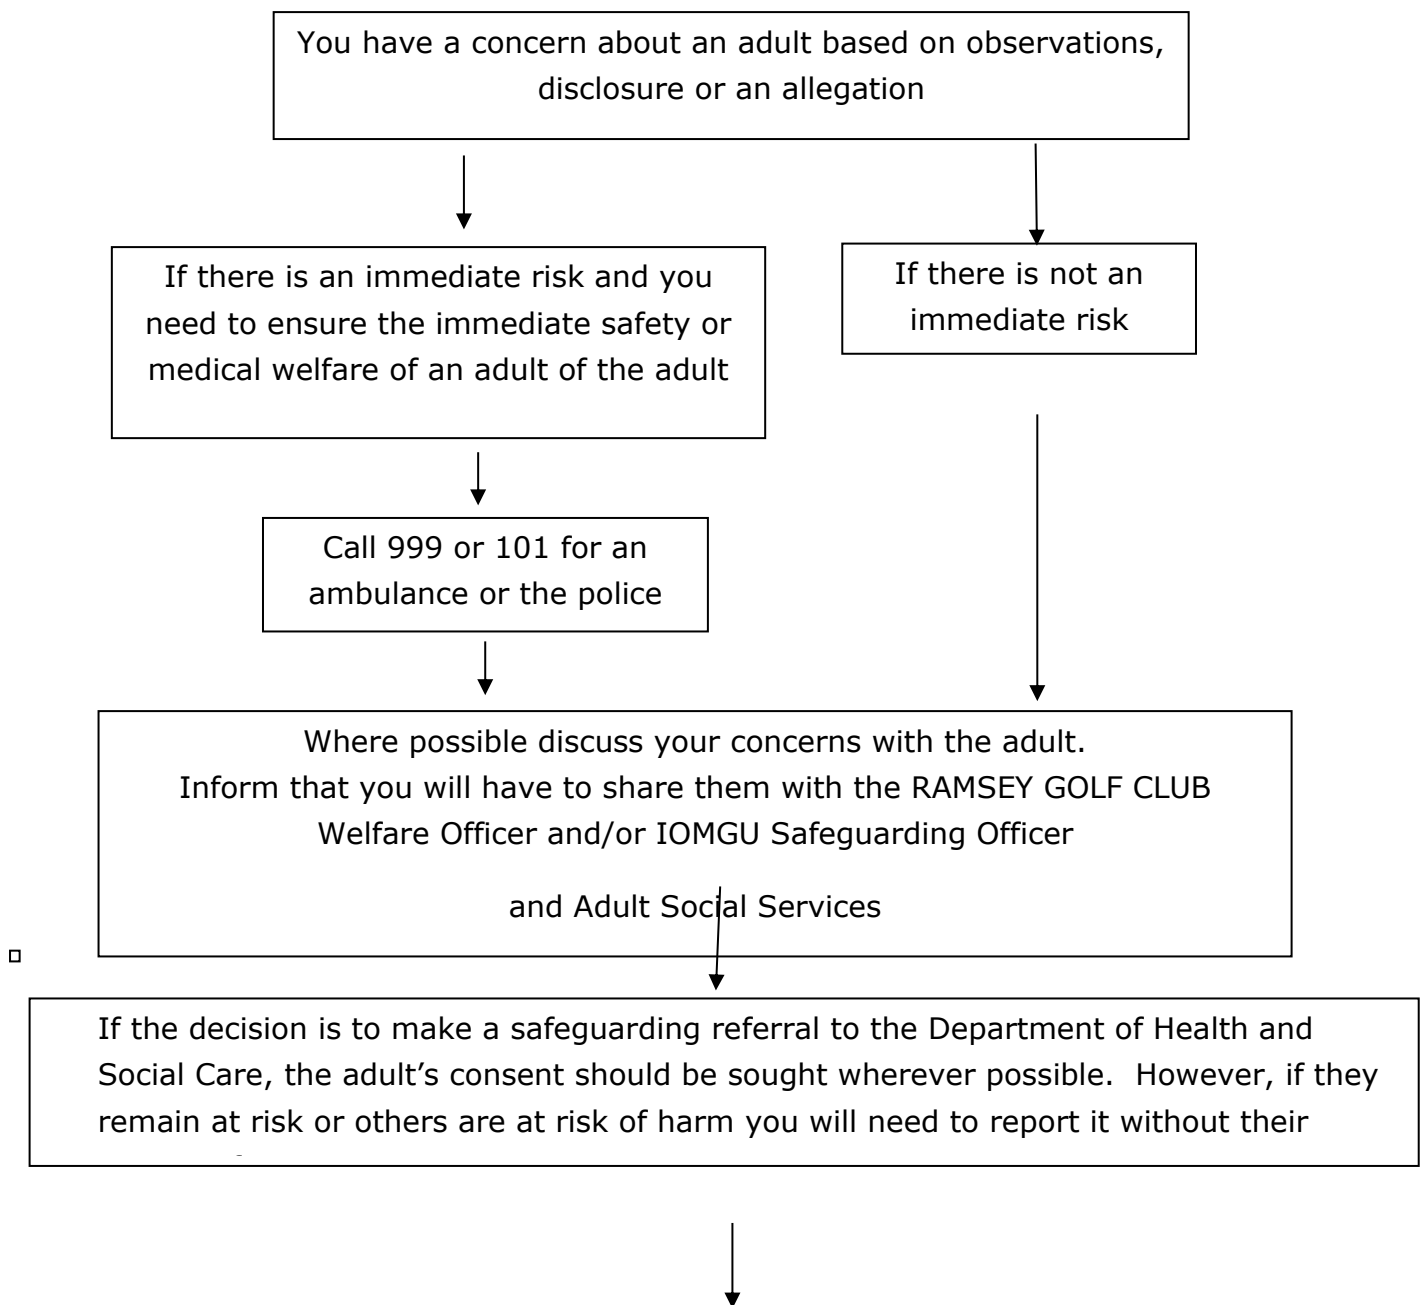 You have a concern about an adult based on observations,
disclosure or an allegation
If there is an immediate risk and you
need to ensure the immediate safety or
medical welfare of an adult of the adult
If there is not an
immediate risk
Call 999 or 101 for an
ambulance or the police
Where possible discuss your concerns with the adult.
Inform that you will have to share them with the RAMSEY GOLF CLUB
Welfare Officer and/or IOMGU Safeguarding Officer
and Adult Social Services
If the decision is to make a safeguarding referral to the Department of Health and
Social Care, the adult’s consent should be sought wherever possible.  However, if they
remain at risk or others are at risk of harm you will need to report it without their